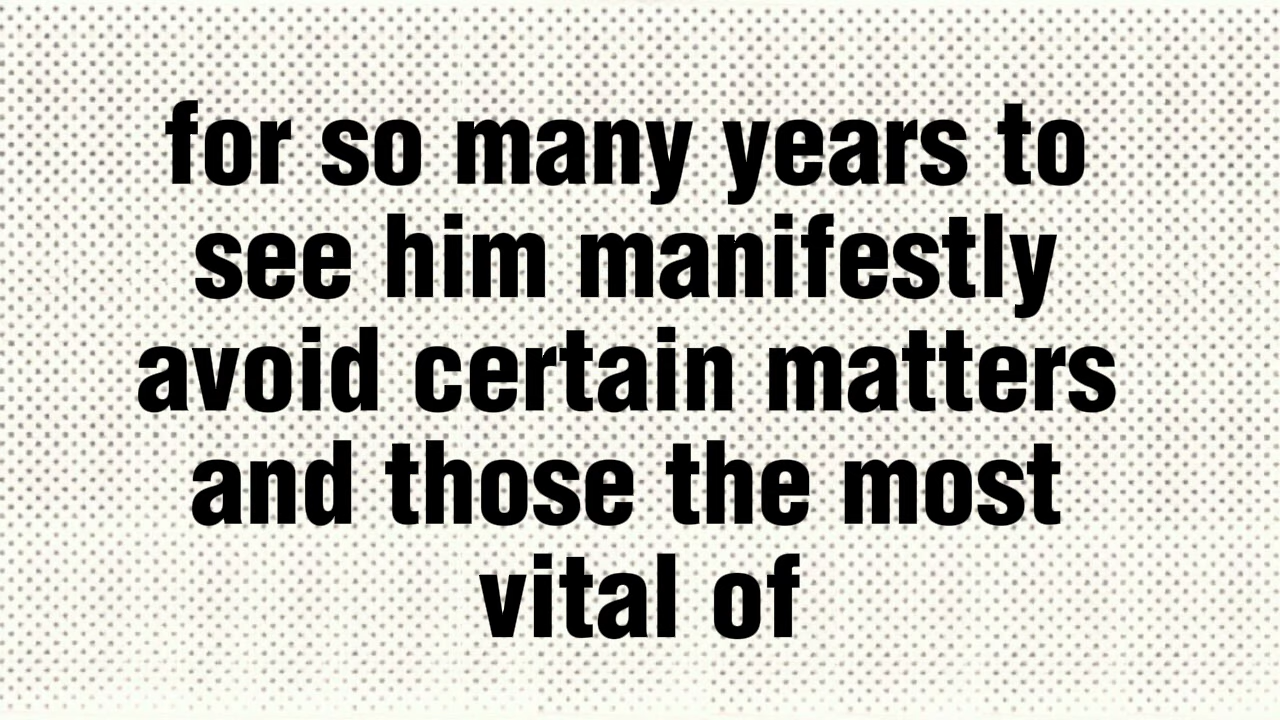 for so many years to
see him manifestly
avoid certain matters
and those the most
vital of